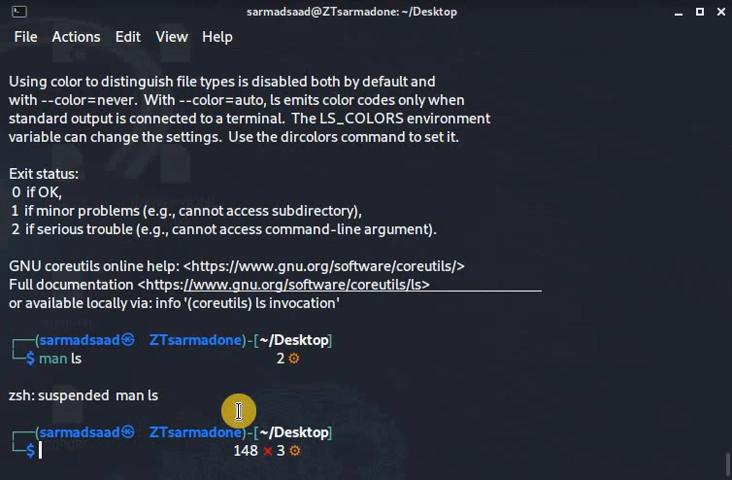 sarmadsaad@ZTsarmadone: ~/Desktop
File Actions Edit View Help
Using color to distinguish file types is disabled both by default and
with --color=never. With --color=auto, ls emits color codes only when
standard output is connected to a terminal. The LS_COLORS environment
variable can change the settings. Use the dircolors command to set it.
Exit status:
0 if OK,
1 if minor problems (e.g., cannot access subdirectory),
2 if serious trouble (e.g., cannot access command-line argument).
GNU coreutils online help: <https://www.gnu.org/software/coreutils/>
Full documentation <https://www.gnu.org/software/coreutils/ls>
or available locally via: info '(coreutils) ls invocation'
┌──(sarmadsaad㉿ ZTsarmadone)-[~/Desktop]
└─$ man ls 2 ⚙
zsh: suspended man ls
┌──(sarmadsaad㉿ ZTsarmadone)-[~/Desktop]
└─$ 148 ⨯ 3 ⚙